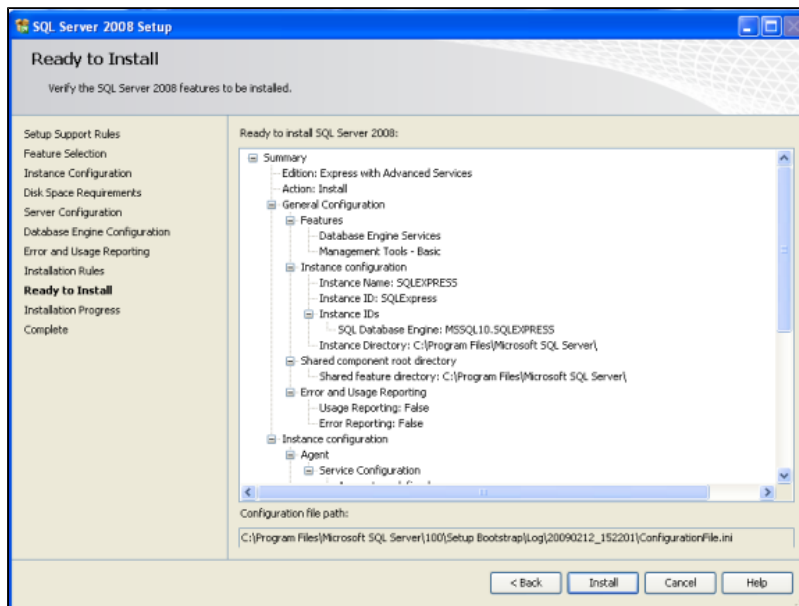 SQL Server 2008 Setup
Ready to Install
Verify the SQL Server 2008 features to be installed.
Setup Support Rules
Feature Selection
Instance Configuration
Disk Space Requirements
Server Configuration
Database Engine Configuration
Error and Usage Reporting
Installation Rules
Ready to Install
Installation Progress
Complete
Ready to install SQL Server 2008:
Summary
Edition: Express with Advanced Services
Action: Install
General Configuration
Features
Database Engine Services
Management Tools - Basic
Instance configuration
Instance Name: SQLEXPRESS
Instance ID: SQLExpress
Instance IDs
SQL Database Engine: MSSQL10.SQLEXPRESS
Instance Directory: C:\Program Files\Microsoft SQL Server\
Shared component root directory
Shared feature directory: C:\Program Files\Microsoft SQL Server\
Error and Usage Reporting
Usage Reporting: False
Error Reporting: False
Instance configuration
Agent
Service Configuration
Configuration file path:
C:\Program Files\Microsoft SQL Server\100\Setup Bootstrap\Log\20090212_152201\ConfigurationFile.ini
< Back Install Cancel Help